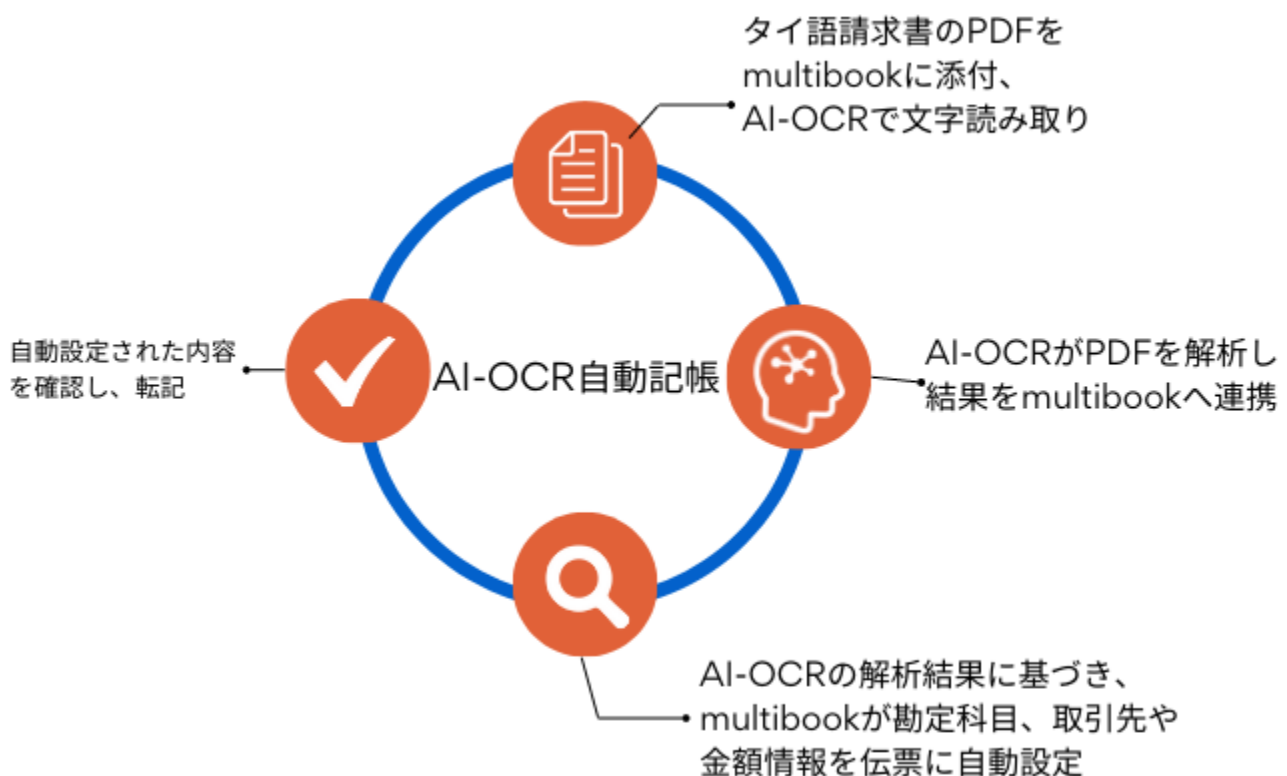 タイ語請求書のPDFを
multibookに添付、
AI-OCRで文字読み取り
AI-OCR自動記帳
AI-OCRがPDFを解析し
結果をmultibookへ連携
AI-OCRの解析結果に基づき、
multibookが勘定科目、取引先や
金額情報を伝票に自動設定
自動設定された内容
を確認し、転記